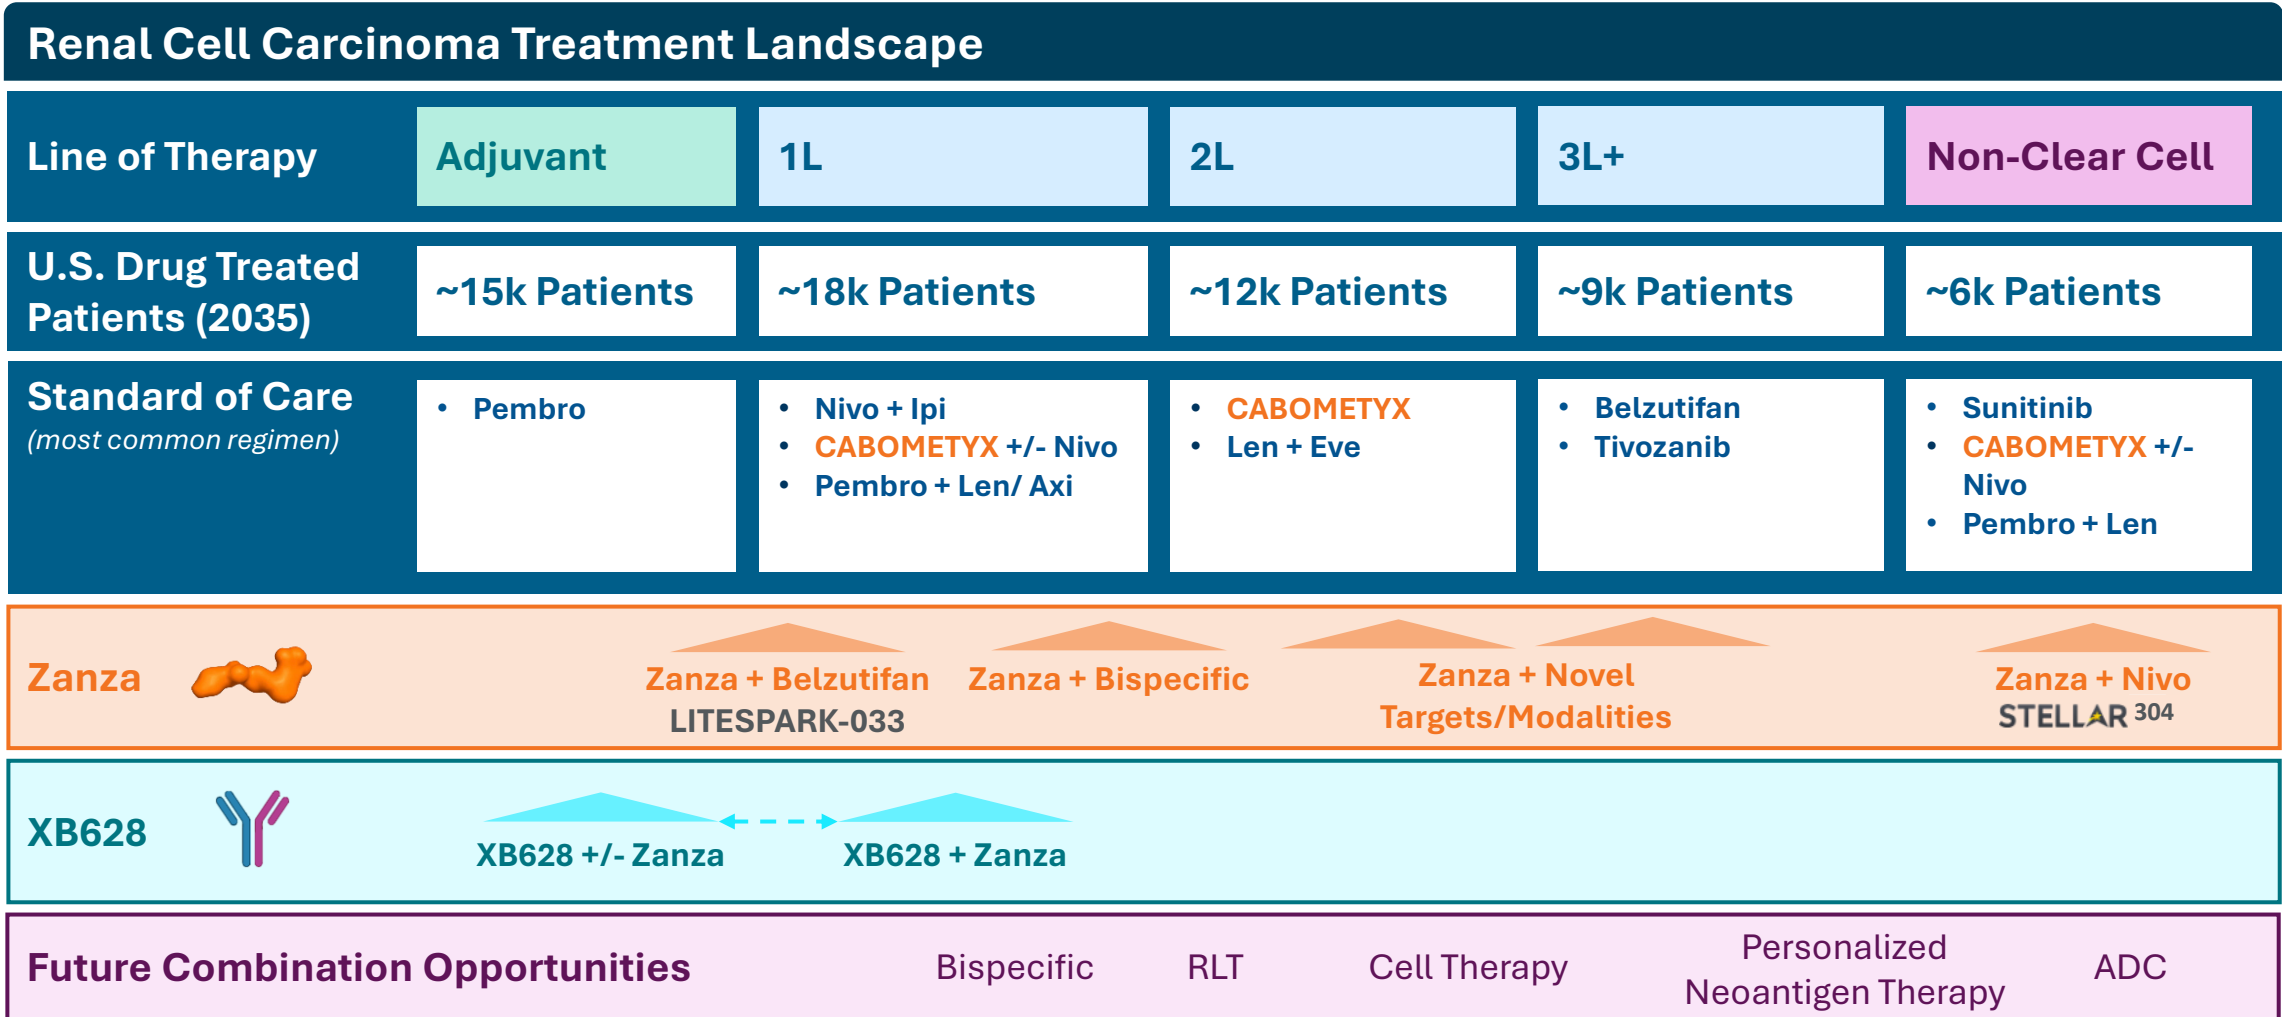 Renal Cell Carcinoma Treatment Landscape
Line of Therapy
Adjuvant
1L
2L
3L+
Non-Clear Cell
U.S. Drug Treated
Patients (2035)
~15k Patients
~18k Patients
~12k Patients
~9k Patients
~6k Patients
Standard of Care
(most common regimen)
• Pembro
• Nivo + Ipi
• CABOMETYX +/- Nivo
• Pembro + Len/ Axi
• CABOMETYX
• Len + Eve
• Belzutifan
• Tivozanib
• Sunitinib
• CABOMETYX +/-
Nivo
• Pembro + Len
Zanza
Zanza + Belzutifan
LITESPARK-033
Zanza + Bispecific
Zanza + Novel
Targets/Modalities
Zanza + Nivo
STELLAR 304
XB628
XB628 +/- Zanza
XB628 + Zanza
Future Combination Opportunities
Bispecific
RLT
Cell Therapy
Personalized
Neoantigen Therapy
ADC